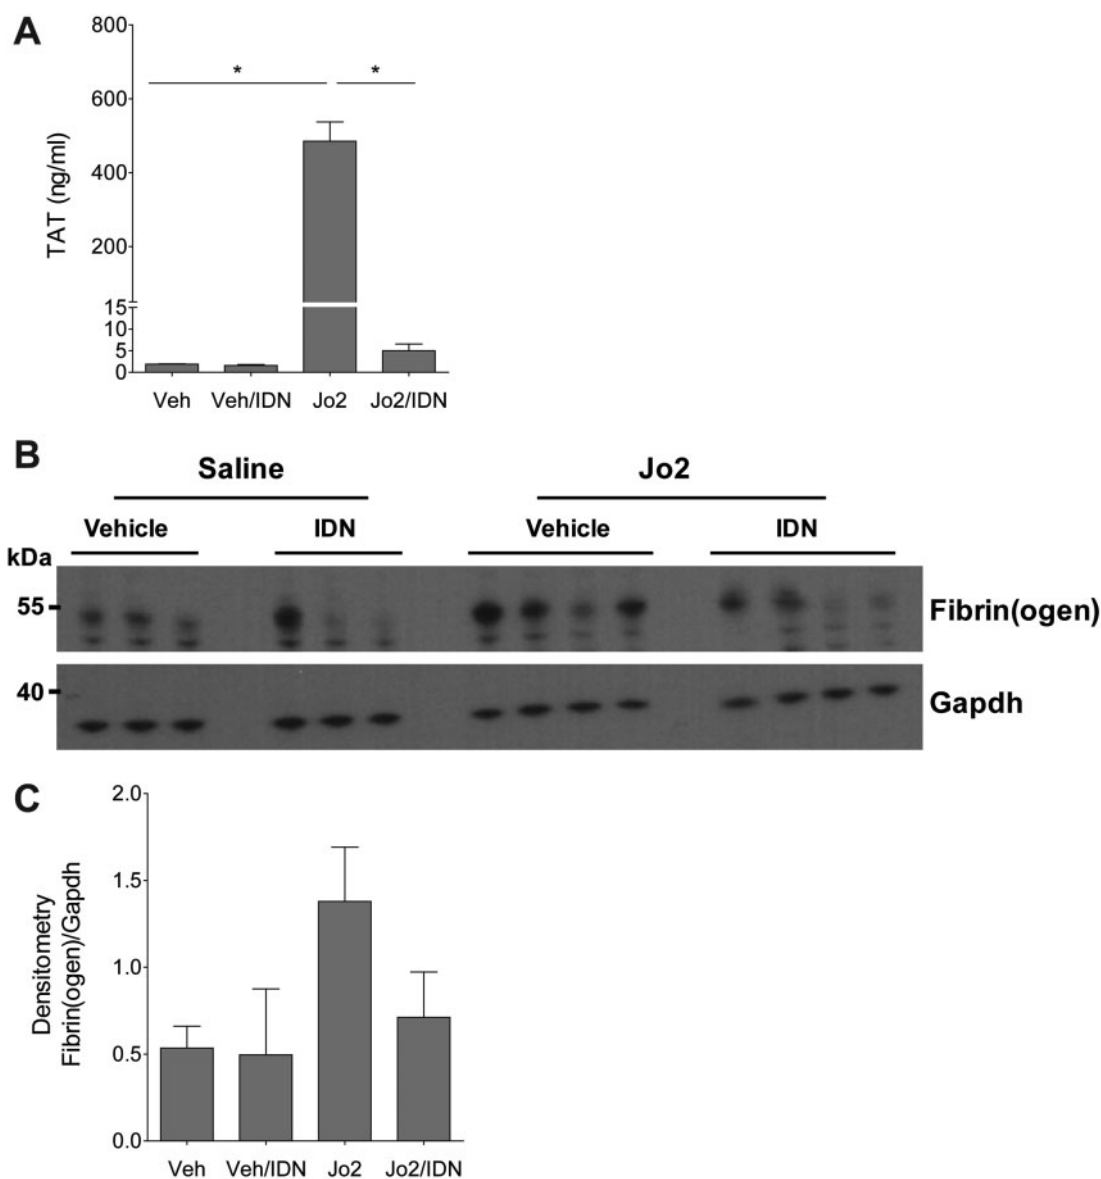 A
800
600
400
200
15
10
5
0
TAT (ng/ml)
*
*
Veh Veh/IDN Jo2 Jo2/IDN
B
Saline Jo2
Vehicle IDN Vehicle IDN
kDa
55
Fibrin(ogen)
40
Gapdh
C
2.0
1.5
1.0
0.5
0.0
Densitometry
Fibrin(ogen)/Gapdh
Veh Veh/IDN Jo2 Jo2/IDN